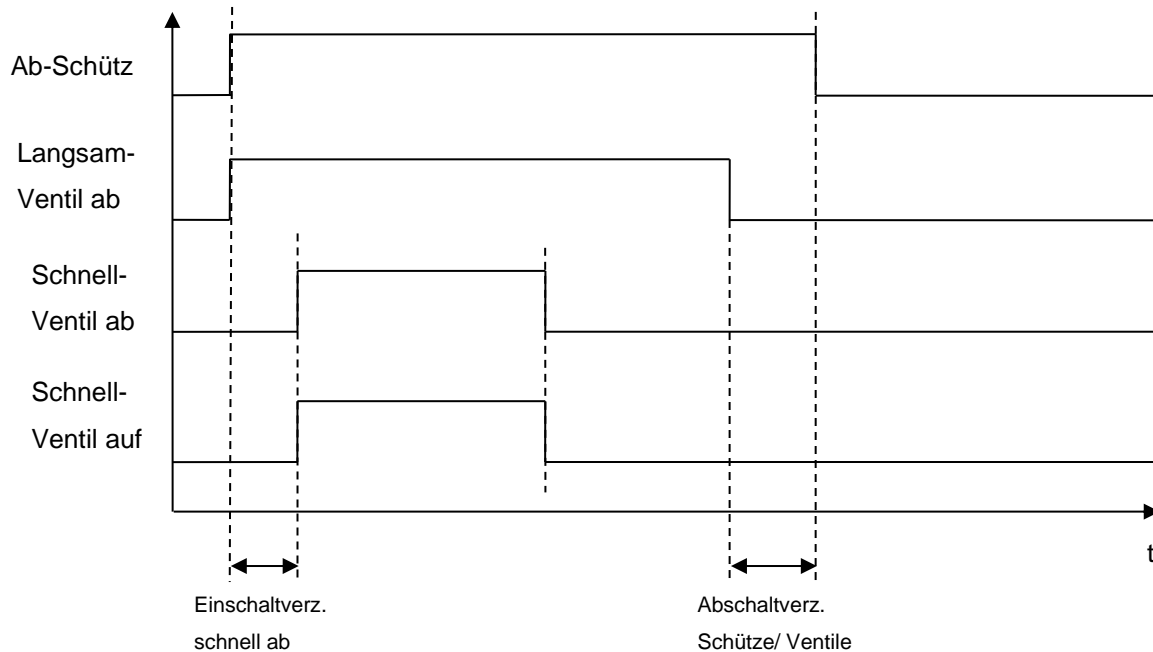 Ab-Schütz
Langsam-
Ventil ab
Schnell-
Ventil ab
Schnell-
Ventil auf
t
Einschaltverz.
schnell ab
Abschaltverz.
Schütze/ Ventile